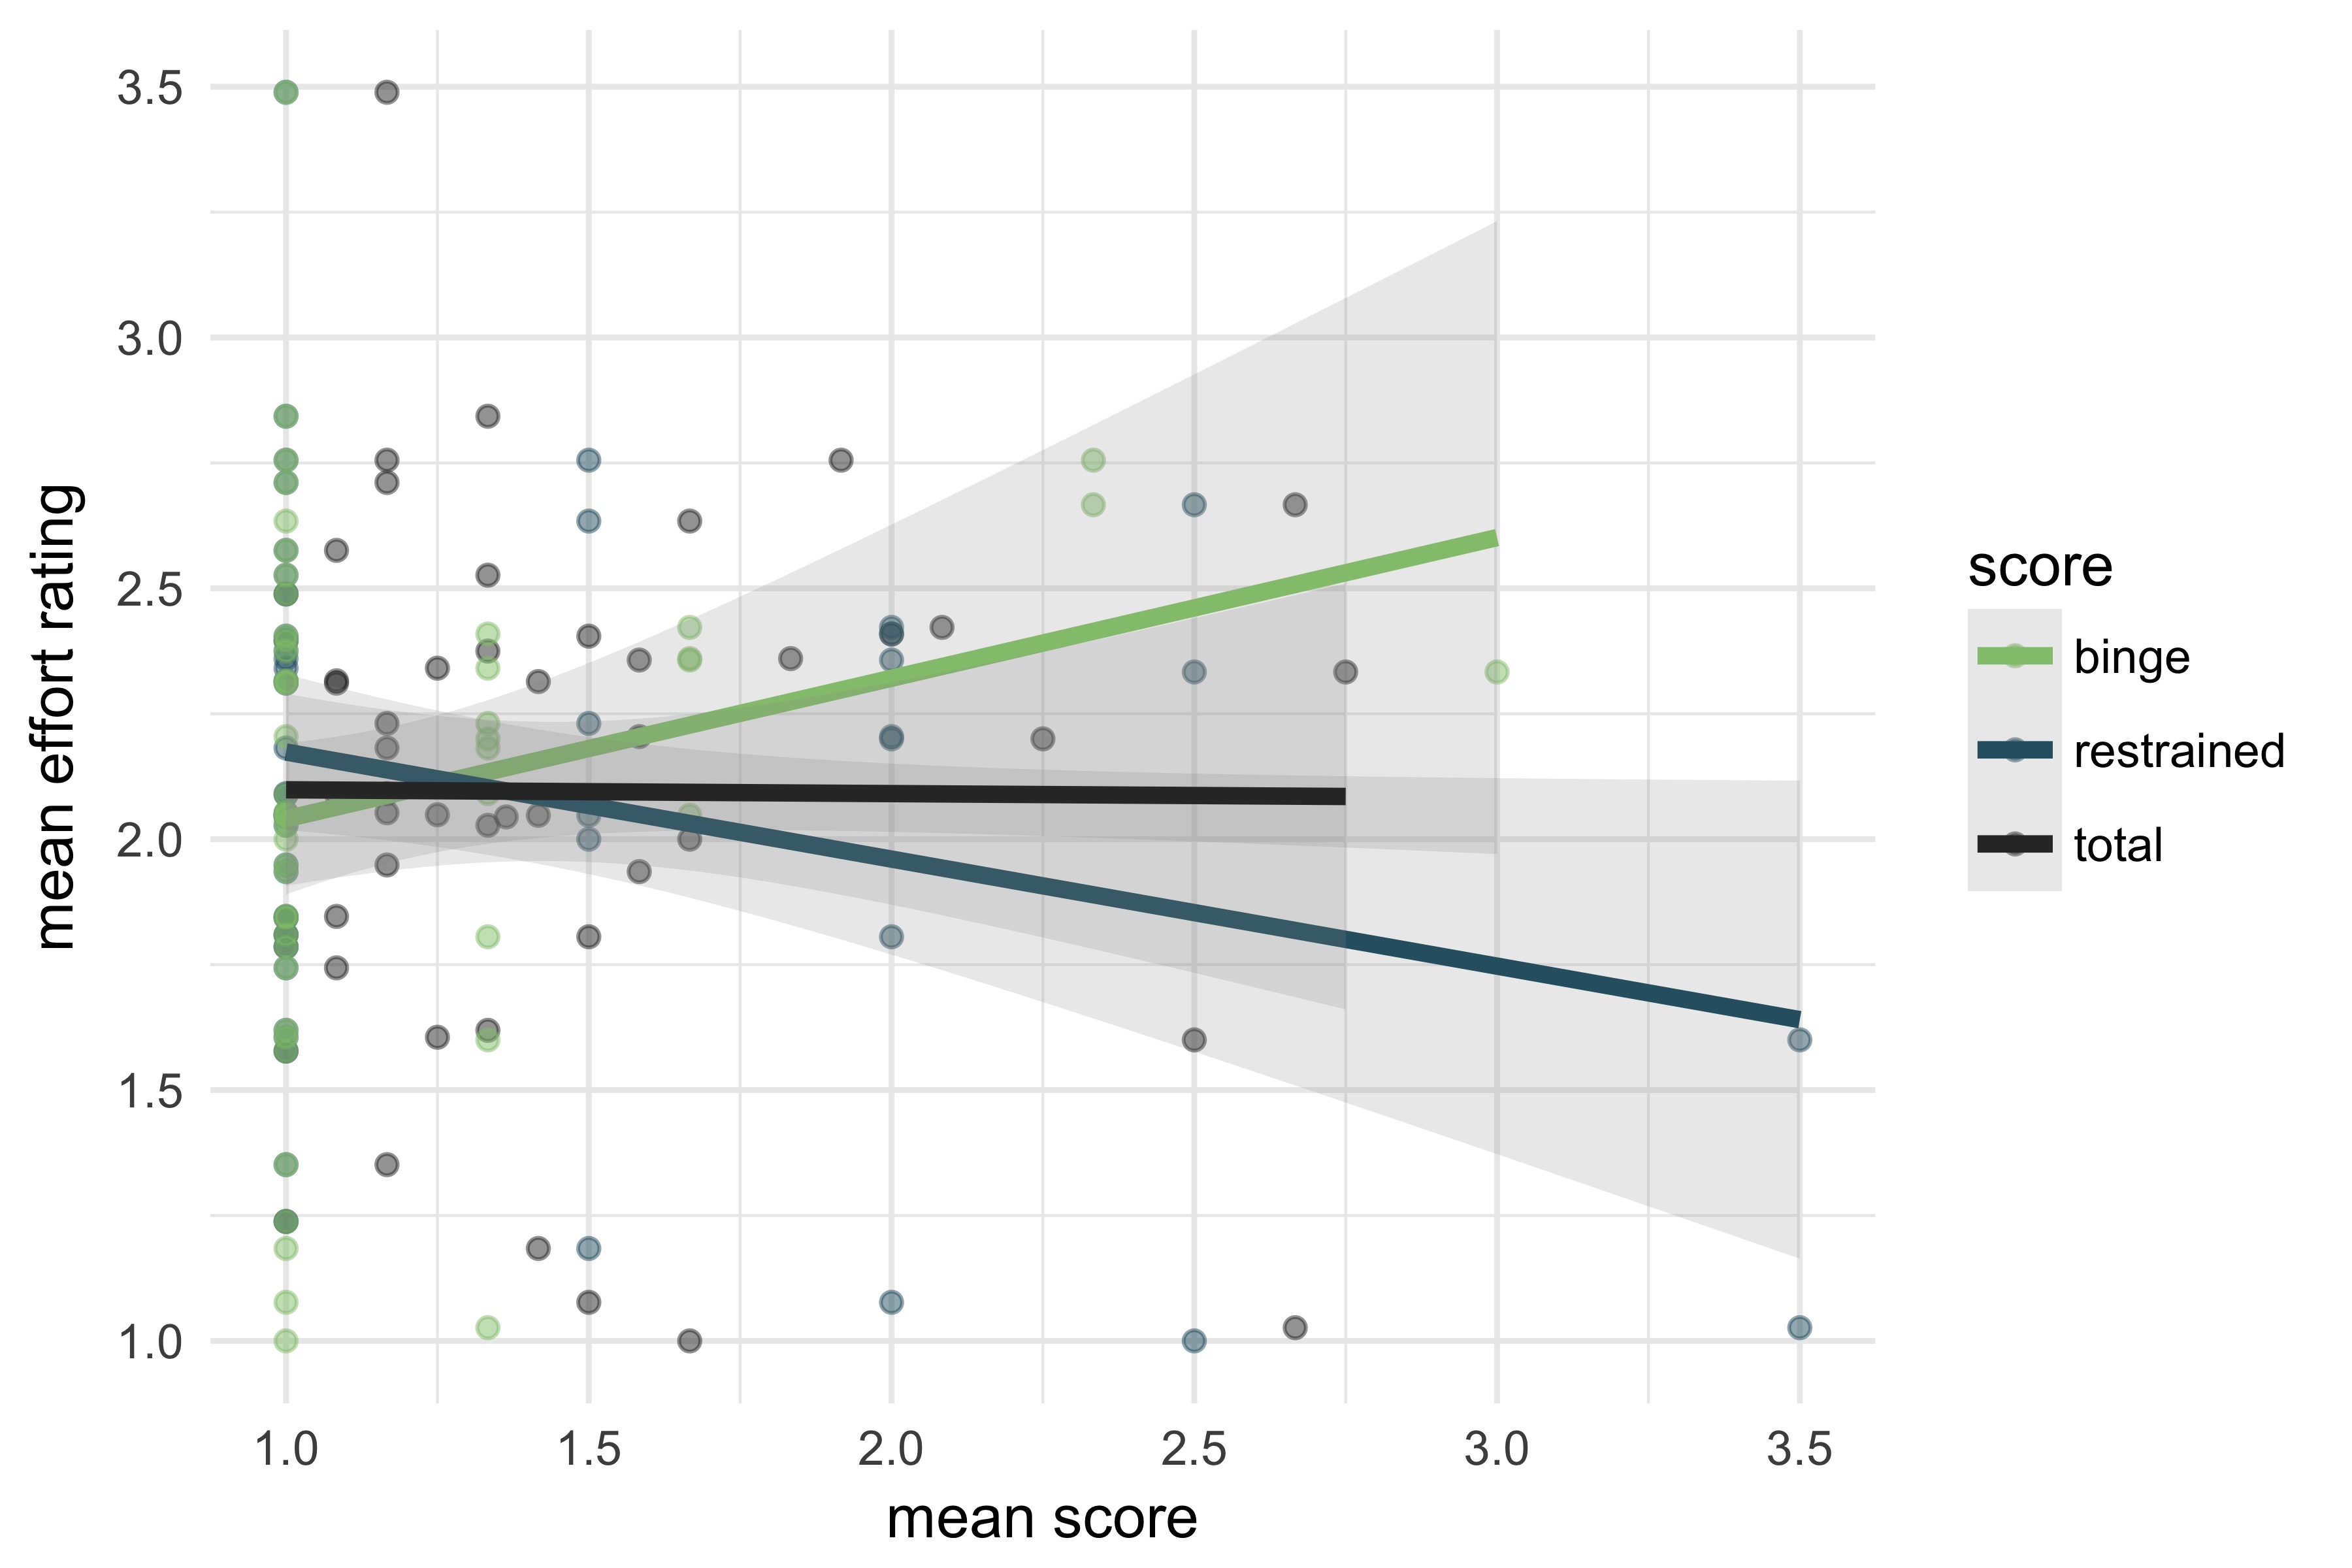 mean effort rating
3.5
3.0
2.5
2.0
1.5
1.0
1.0 1.5 2.0 2.5 3.0 3.5
mean score
score
binge
restrained
total